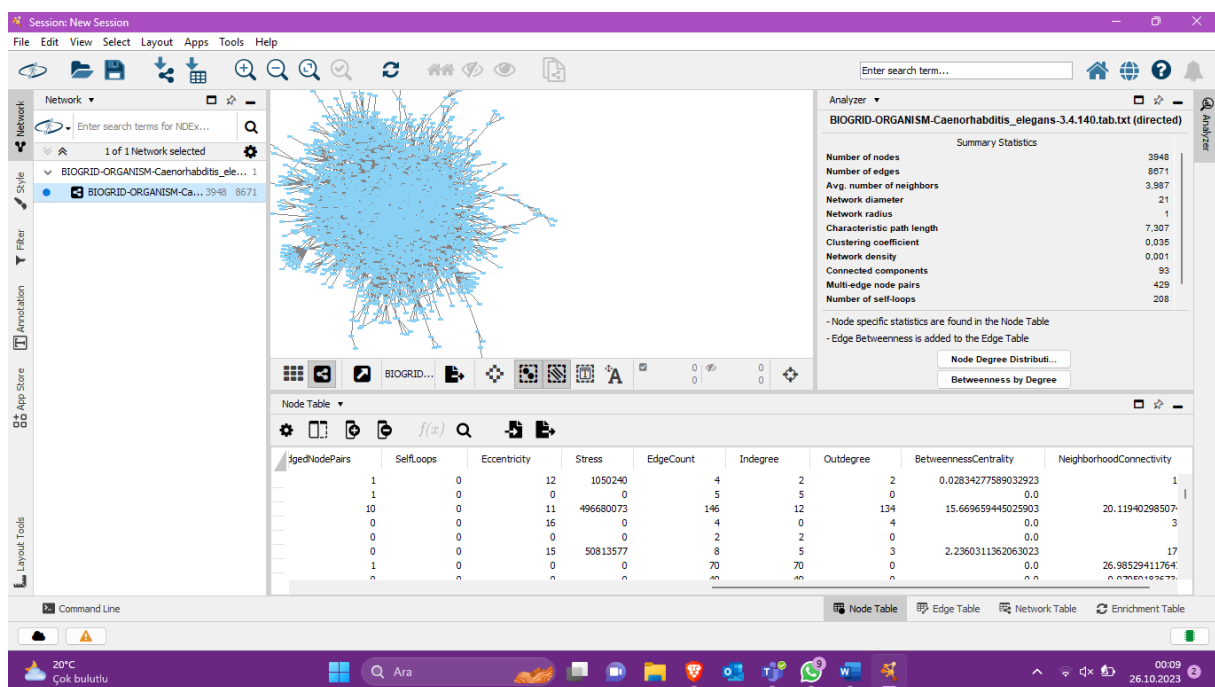 Session: New Session
File Edit View Select Layout Apps Tools Help
Enter search term...
Network
Enter search terms for NDEx...
1 of 1 Network selected
BIOGRID-ORGANISM-Caenorhabditis_ele... 1
BIOGRID-ORGANISM-Ca... 3948 8671
Network
Style
Filter
Annotation
App Store
Layout Tools
BIOGRID...
0
0
0
0
Analyzer
Analyzer
BIOGRID-ORGANISM-Caenorhabditis_elegans-3.4.140.tab.txt (directed)
Summary Statistics
Number of nodes 3948
Number of edges 8671
Avg. number of neighbors 3,987
Network diameter 21
Network radius 1
Characteristic path length 7,307
Clustering coefficient 0,035
Network density 0,001
Connected components 93
Multi-edge node pairs 429
Number of self-loops 208
- Node specific statistics are found in the Node Table
- Edge Betweenness is added to the Edge Table
Node Degree Distributi...
Betweenness by Degree
Node Table
f(x)
dgedNodePairs SelfLoops Eccentricity Stress EdgeCount Indegree Outdegree BetweennessCentrality NeighborhoodConnectivity
1 0 12 1050240 4 2 2 0.02834277589032923 1
1 0 0 0 5 5 0 0.0
10 0 11 496680073 146 12 134 15.669659445025903 20.119402985074
0 0 16 0 4 0 4 0.0 3
0 0 0 0 2 2 0 0.0
0 0 15 50813577 8 5 3 2.2360311362063023 17
1 0 0 0 70 70 0 0.0 26.985294117647
Command Line
Node Table Edge Table Network Table Enrichment Table
20°C
Çok bulutlu
Ara
9
00:09
26.10.2023
2